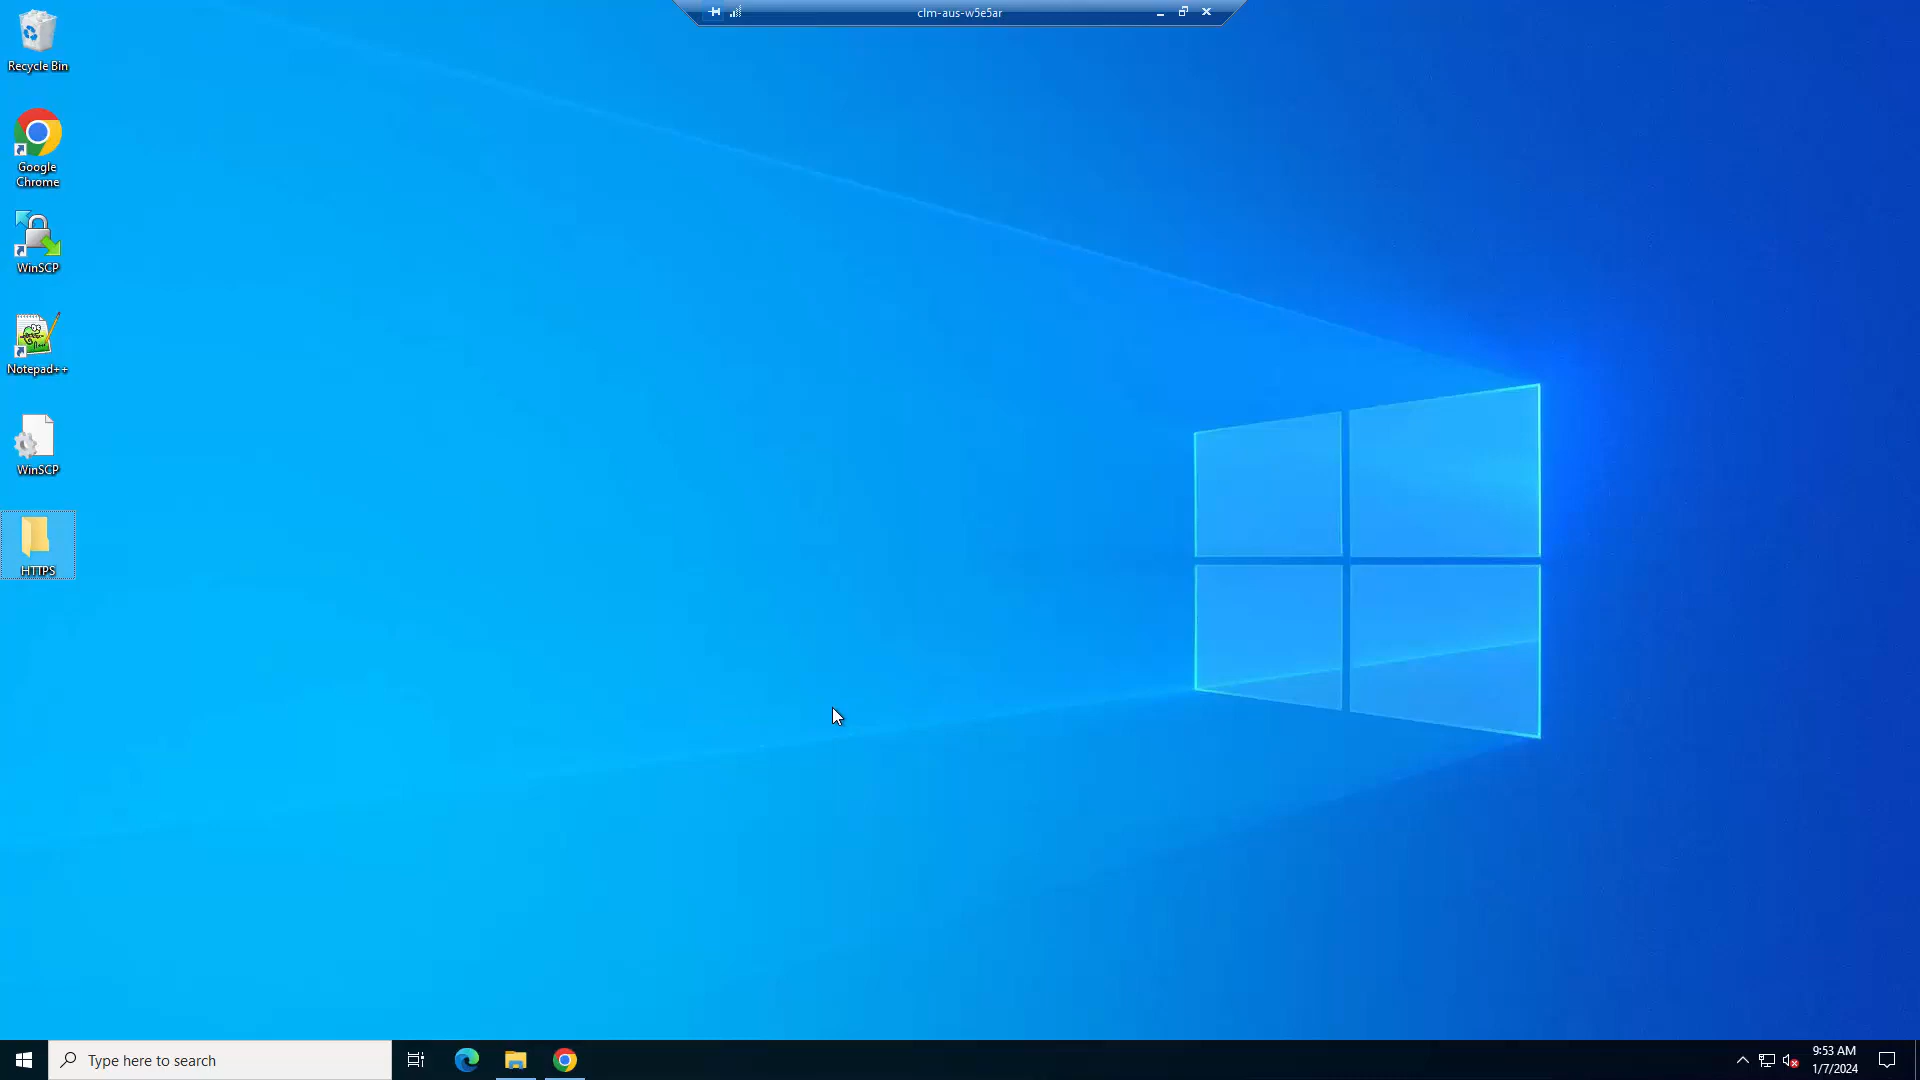 clm-aus-w5e5ar
Recycle Bin
Google
Chrome
WinSCP
Notepad++
WinSCP
HTTPS
Type here to search
9:53 AM
1/7/2024